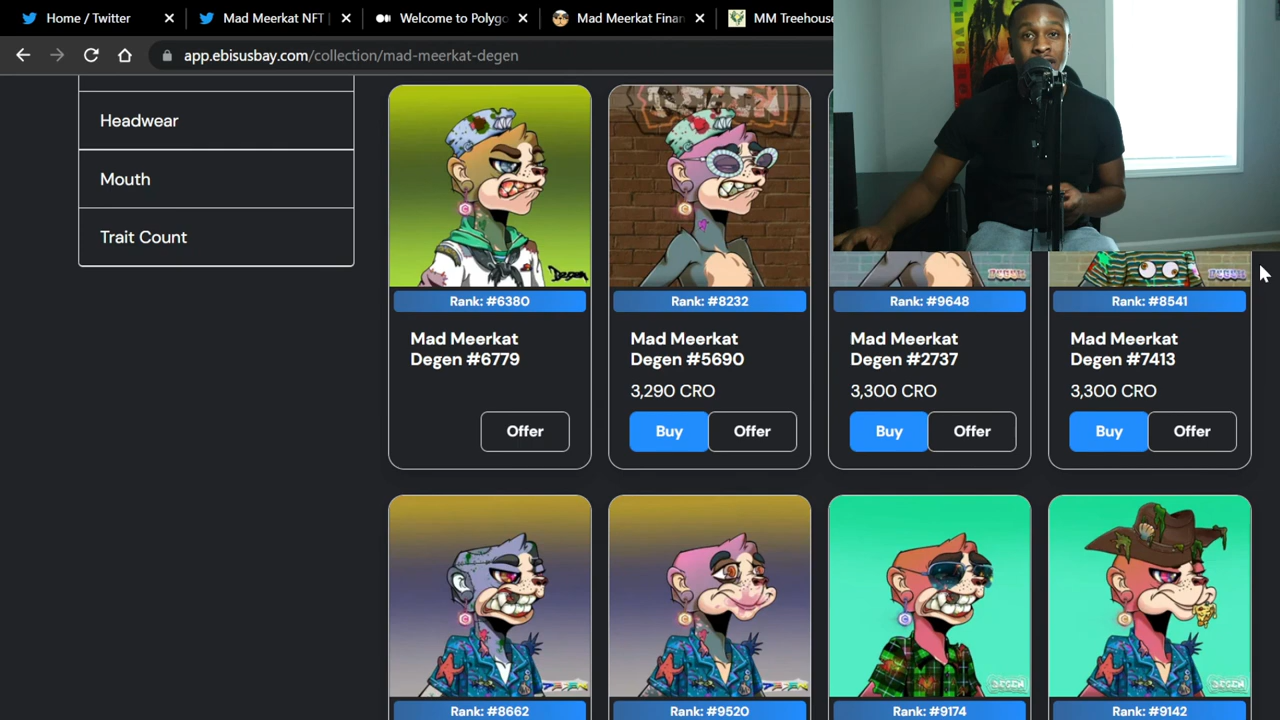 Home / Twitter
Mad Meerkat NFT
Welcome to Polygo
Mad Meerkat Finan
MM Treehouse
app.ebisusbay.com/collection/mad-meerkat-degen
Headwear
Mouth
Trait Count
Rank: #6380
Rank: #8232
Rank: #9648
Rank: #8541
Mad Meerkat
Degen #6779
Mad Meerkat
Degen #5690
Mad Meerkat
Degen #2737
Mad Meerkat
Degen #7413
3,290 CRO
3,300 CRO
3,300 CRO
Offer
Buy
Offer
Buy
Offer
Buy
Offer
Rank: #8662
Rank: #9520
Rank: #9174
Rank: #9142